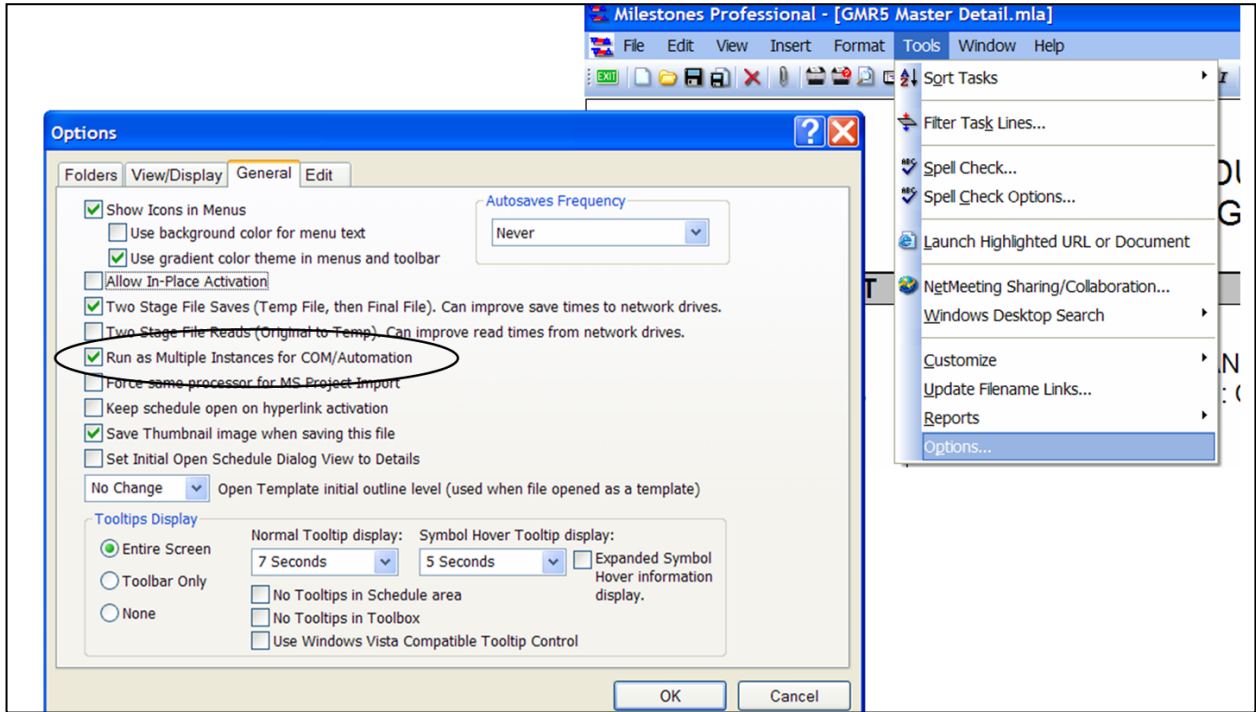 Milestones Professional - [GMR5 Master Detail.mla]
File Edit View Insert Format Tools Window Help
EXIT
Sort Tasks
Filter Task Lines...
Spell Check...
Spell Check Options...
Launch Highlighted URL or Document
NetMeeting Sharing/Collaboration...
Windows Desktop Search
Customize
Update Filename Links...
Reports
Options...
Options
Folders View/Display General Edit
Show Icons in Menus
Use background color for menu text
Use gradient color theme in menus and toolbar
Autosaves Frequency
Never
Allow In-Place Activation
Two Stage File Saves (Temp File, then Final File). Can improve save times to network drives.
Two Stage File Reads (Original to Temp). Can improve read times from network drives.
Run as Multiple Instances for COM/Automation
Force same processor for MS Project Import
Keep schedule open on hyperlink activation
Save Thumbnail image when saving this file
Set Initial Open Schedule Dialog View to Details
No Change Open Template initial outline level (used when file opened as a template)
Tooltips Display
Entire Screen
Toolbar Only
None
Normal Tooltip display: Symbol Hover Tooltip display:
7 Seconds 5 Seconds
Expanded Symbol
Hover information
display.
No Tooltips in Schedule area
No Tooltips in Toolbox
Use Windows Vista Compatible Tooltip Control
OK Cancel